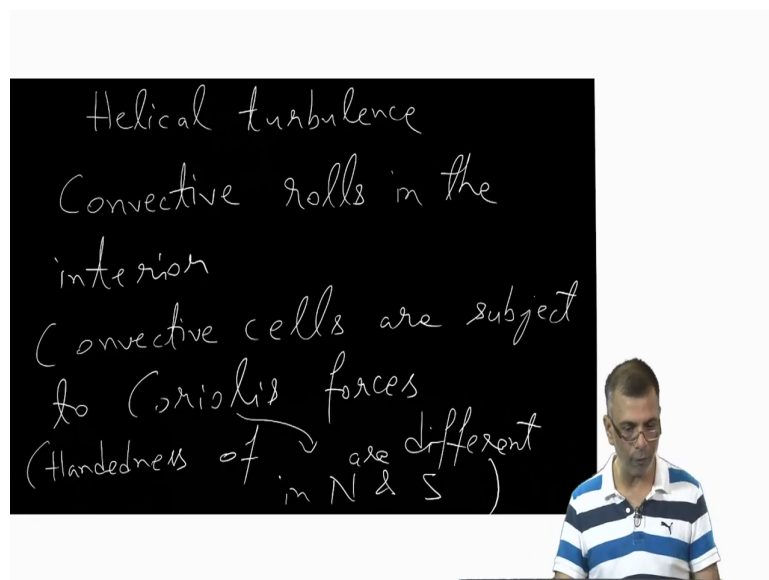 Helical turbulence
Convective rolls in the
interior
Convective cells are subject
to Coriolis forces
(Handedness of are different
in N & S )